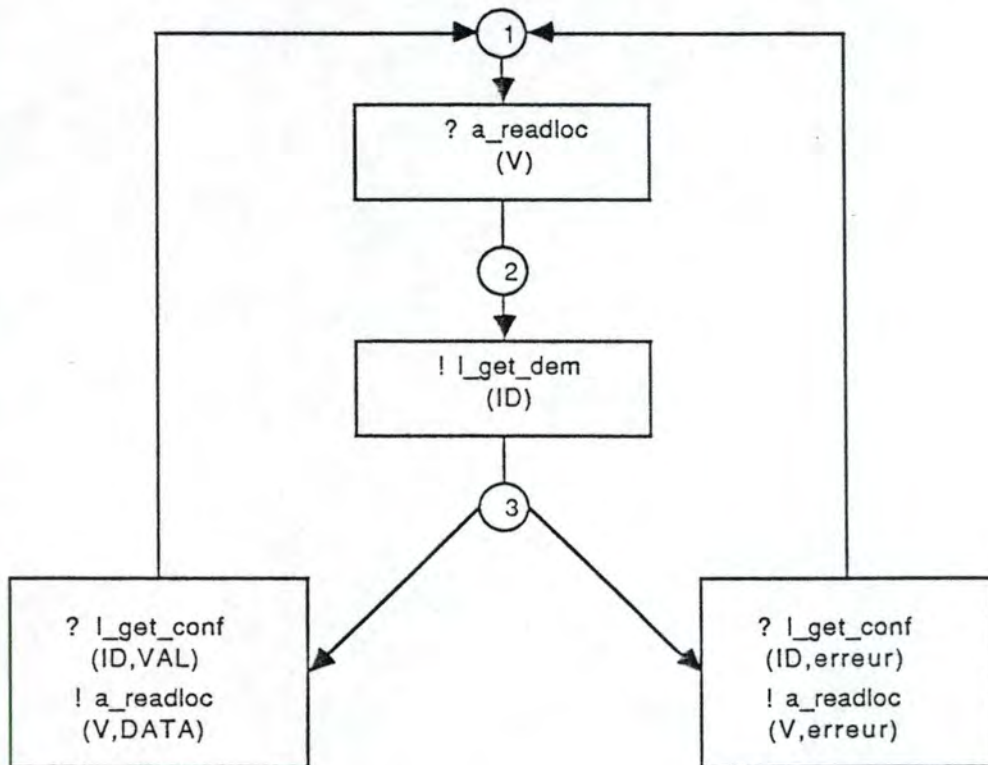 1
? a_readloc
(V)
2
! l_get_dem
(ID)
3
? l_get_conf
(ID,VAL)
! a_readloc
(V,DATA)
? l_get_conf
(ID,erreur)
! a_readloc
(V,erreur)